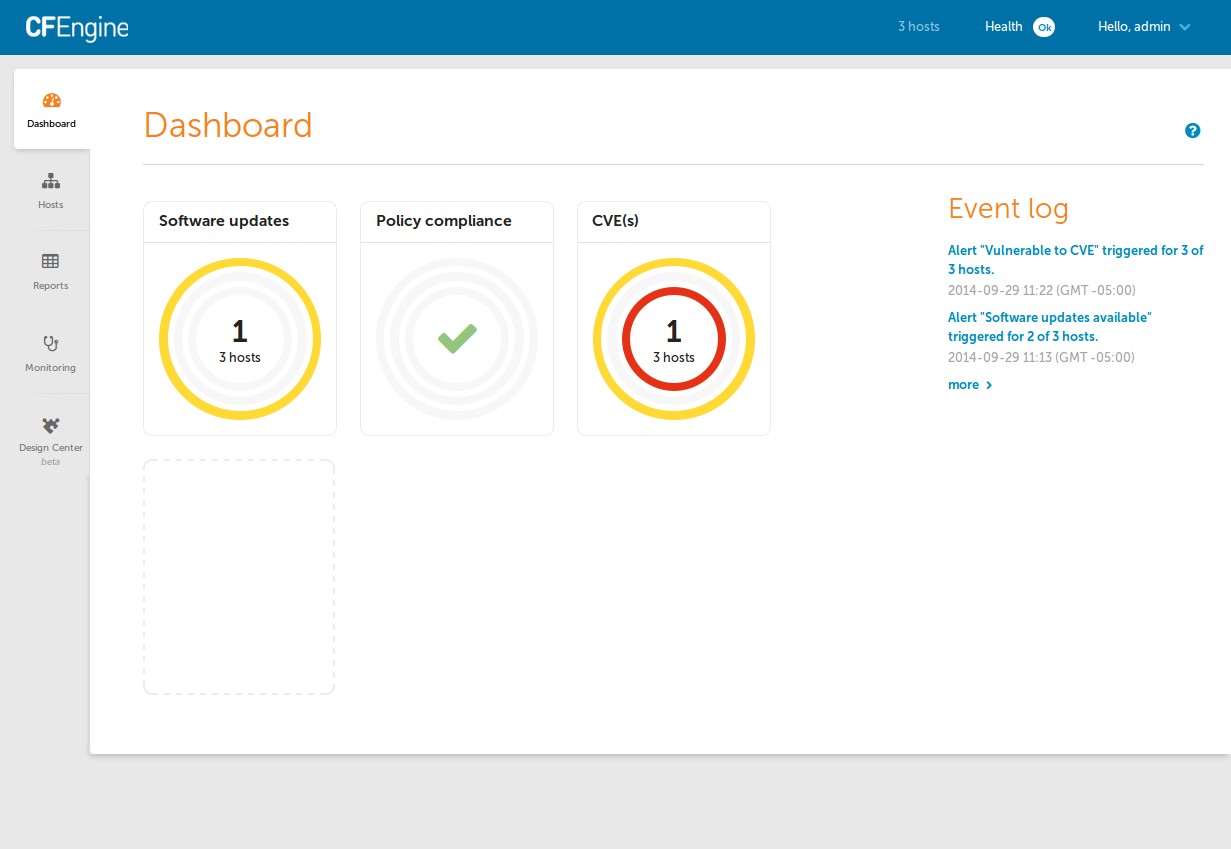 CFEngine
3 hosts
Health Ok
Hello, admin
Dashboard
Hosts
Reports
Monitoring
Design Center
beta
Dashboard
?
Software updates
1
3 hosts
Policy compliance
CVE(s)
1
3 hosts
Event log
Alert "Vulnerable to CVE" triggered for 3 of
3 hosts.
2014-09-29 11:22 (GMT -05:00)
Alert "Software updates available"
triggered for 2 of 3 hosts.
2014-09-29 11:13 (GMT -05:00)
more